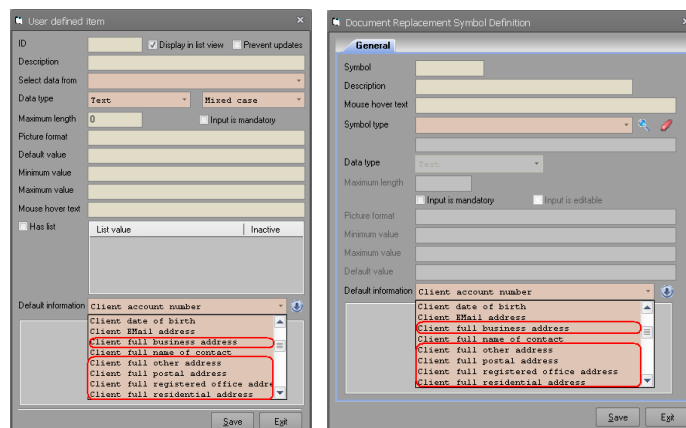 User defined item
ID
Display in list view
Prevent updates
Description
Select data from
Data type
Text
Mixed case
Maximum length
0
Input is mandatory
Picture format
Default value
Minimum value
Maximum value
Mouse hover text
Has list
List value
Inactive
Default information
Client account number
Client date of birth
Client EMail address
Client full business address
Client full name of contact
Client full other address
Client full postal address
Client full registered office addre
Client full residential address
Save
Exit
Document Replacement Symbol Definition
General
Symbol
Description
Mouse hover text
Symbol type
Data type
Text
Maximum length
Input is mandatory
Input is editable
Picture format
Minimum value
Maximum value
Default value
Default information
Client account number
Client date of birth
Client EMail address
Client full business address
Client full name of contact
Client full other address
Client full postal address
Client full registered office address
Client full residential address
Save
Exit